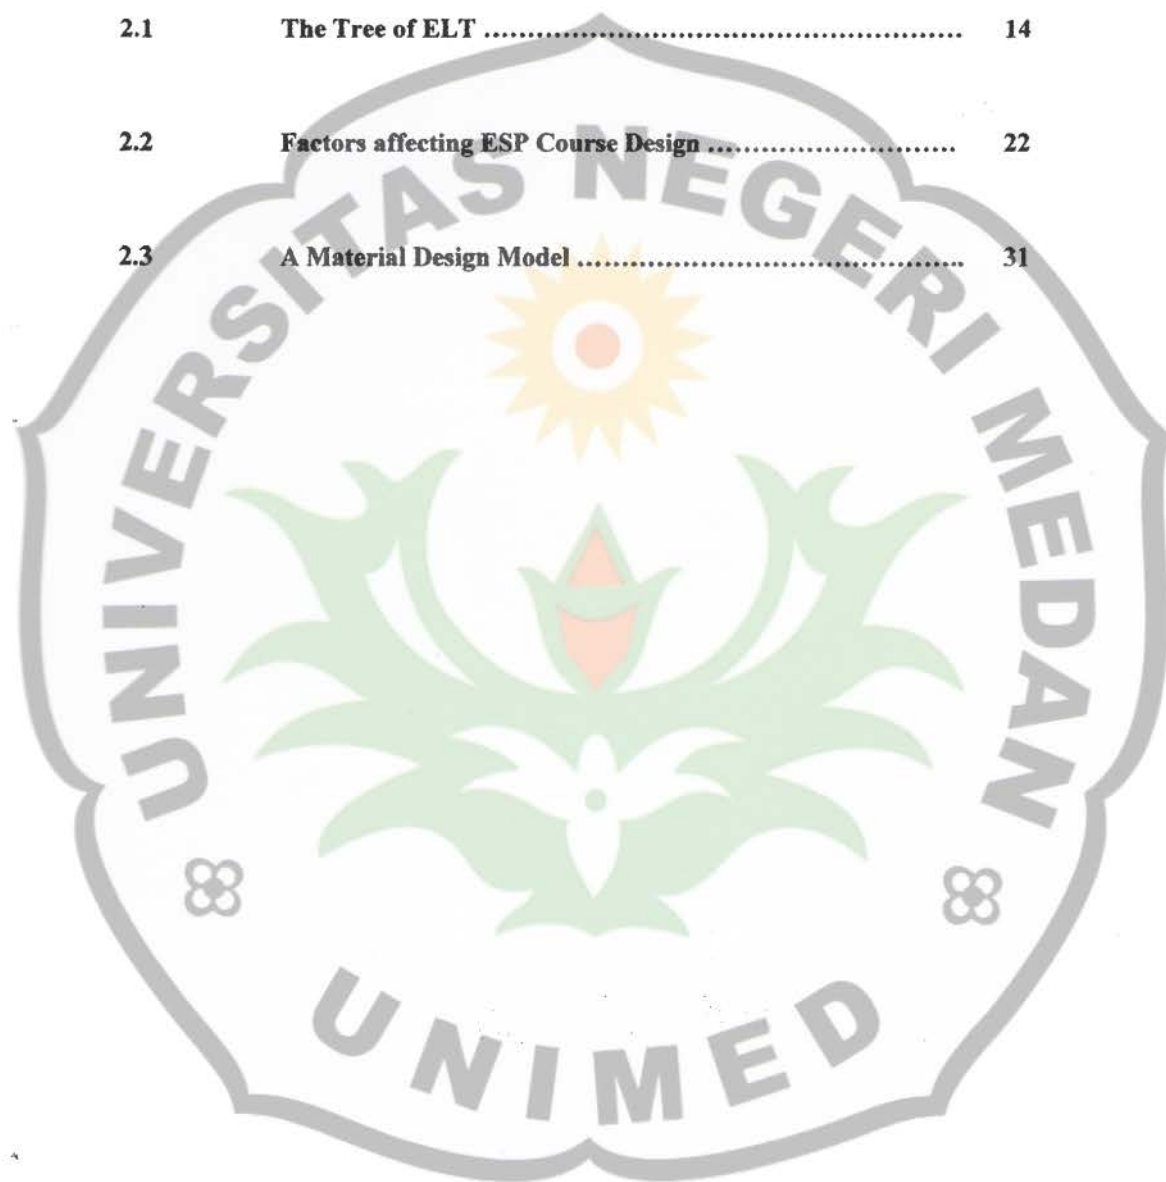 2.1 The Tree of ELT ........................................................ 14
2.2 Factors affecting ESP Course Design ............................. 22
2.3 A Material Design Model ............................................. 31
UNIVERSITAS NEGERI MEDAN
UNIMED